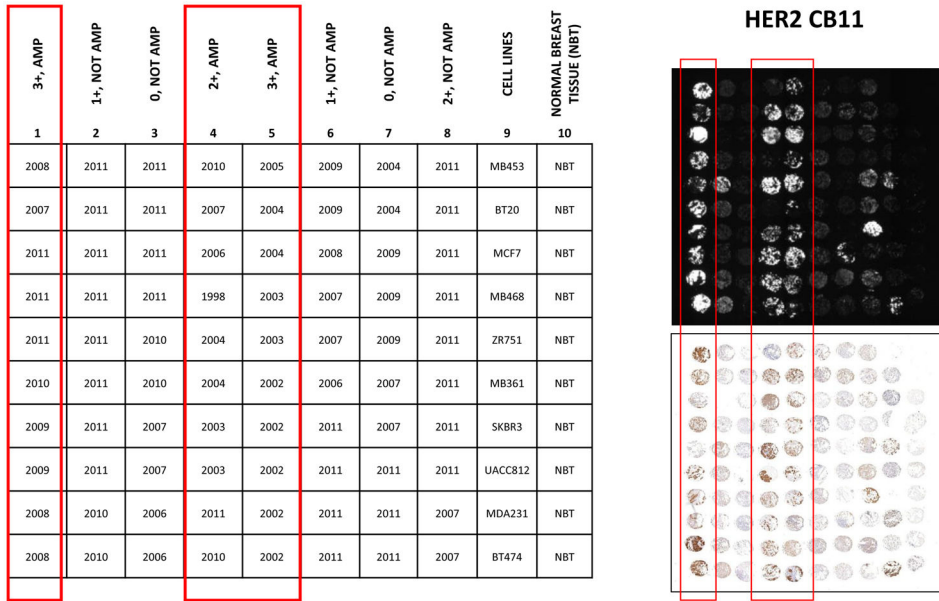 HER2 CB11
3+, AMP
1+, NOT AMP
0, NOT AMP
2+, AMP
3+, AMP
1+, NOT AMP
0, NOT AMP
2+, NOT AMP
CELL LINES
NORMAL BREAST
TISSUE (NBT)
1 2 3 4 5 6 7 8 9 10
2008 2011 2011 2010 2005 2009 2004 2011 MB453 NBT
2007 2011 2011 2007 2004 2009 2004 2011 BT20 NBT
2011 2011 2011 2006 2004 2008 2009 2011 MCF7 NBT
2011 2011 2011 1998 2003 2007 2009 2011 MB468 NBT
2011 2011 2010 2004 2003 2007 2009 2011 ZR751 NBT
2010 2011 2010 2004 2002 2006 2007 2011 MB361 NBT
2009 2011 2007 2003 2002 2011 2007 2011 SKBR3 NBT
2009 2011 2007 2003 2002 2011 2011 2011 UACC812 NBT
2008 2010 2006 2011 2002 2011 2011 2007 MDA231 NBT
2008 2010 2006 2010 2002 2011 2011 2007 BT474 NBT